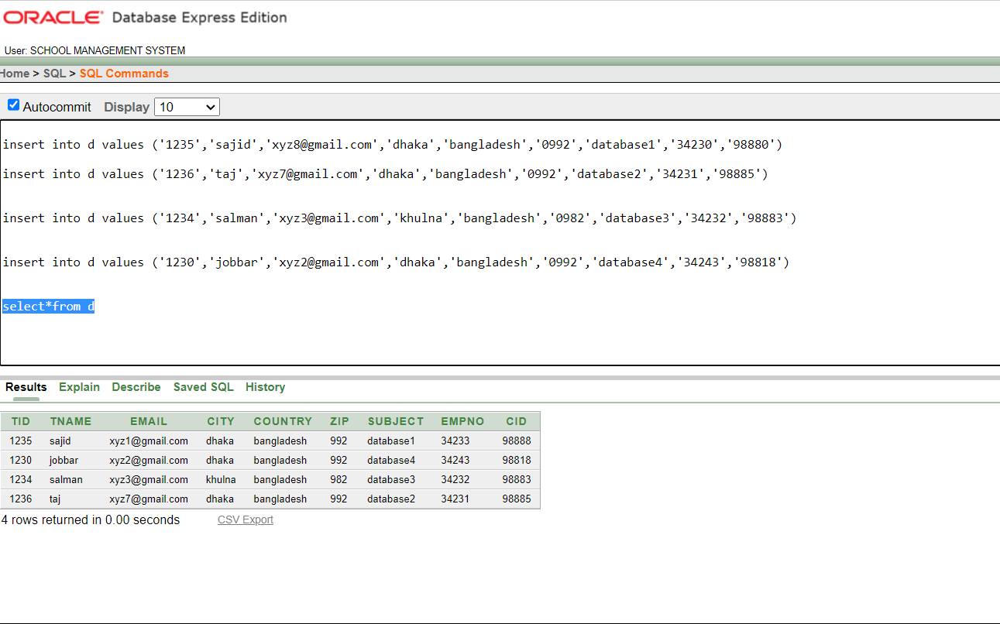 ORACLE Database Express Edition
User: SCHOOL MANAGEMENT SYSTEM
Home > SQL > SQL Commands
Autocommit Display 10
insert into d values ('1235','sajid','xyz8@gmail.com','dhaka','bangladesh','0992','database1','34230','98880')
insert into d values ('1236','taj','xyz7@gmail.com','dhaka','bangladesh','0992','database2','34231','98885')
insert into d values ('1234','salman','xyz3@gmail.com','khulna','bangladesh','0982','database3','34232','98883')
insert into d values ('1230','jobbar','xyz2@gmail.com','dhaka','bangladesh','0992','database4','34243','98818')
select*from d
Results Explain Describe Saved SQL History
TID TNAME EMAIL CITY COUNTRY ZIP SUBJECT EMPNO CID
1235 sajid xyz1@gmail.com dhaka bangladesh 992 database1 34233 98888
1230 jobbar xyz2@gmail.com dhaka bangladesh 992 database4 34243 98818
1234 salman xyz3@gmail.com khulna bangladesh 982 database3 34232 98883
1236 taj xyz7@gmail.com dhaka bangladesh 992 database2 34231 98885
4 rows returned in 0.00 seconds CSV Export